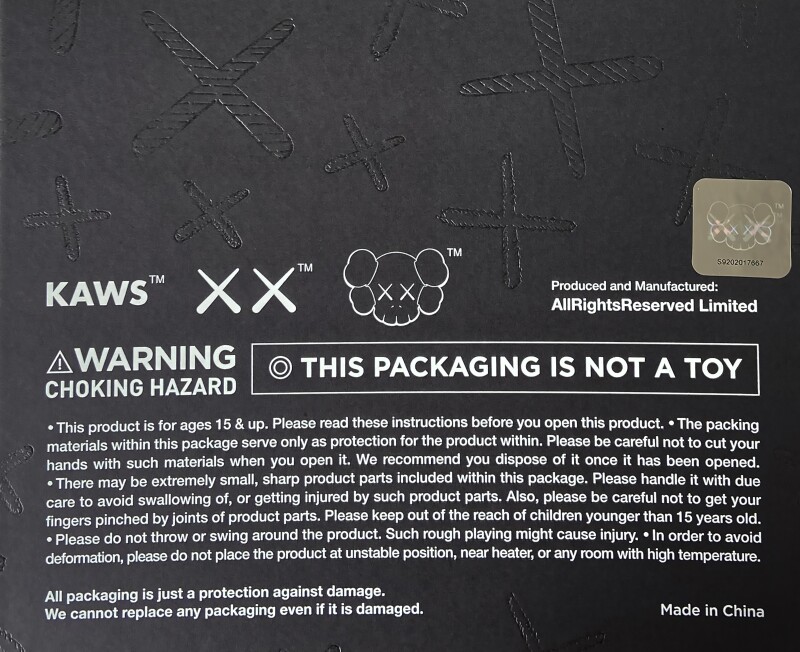 TM
S9202017667
KAWS™ XX™ XX™
Produced and Manufactured:
AllRightsReserved Limited
⚠WARNING
CHOKING HAZARD
◎ THIS PACKAGING IS NOT A TOY
• This product is for ages 15 & up. Please read these instructions before you open this product. • The packing
materials within this package serve only as protection for the product within. Please be careful not to cut your
hands with such materials when you open it. We recommend you dispose of it once it has been opened.
• There may be extremely small, sharp product parts included within this package. Please handle it with due
care to avoid swallowing of, or getting injured by such product parts. Also, please be careful not to get your
fingers pinched by joints of product parts. Please keep out of the reach of children younger than 15 years old.
• Please do not throw or swing around the product. Such rough playing might cause injury. • In order to avoid
deformation, please do not place the product at unstable position, near heater, or any room with high temperature.
All packaging is just a protection against damage.
We cannot replace any packaging even if it is damaged.
Made in China